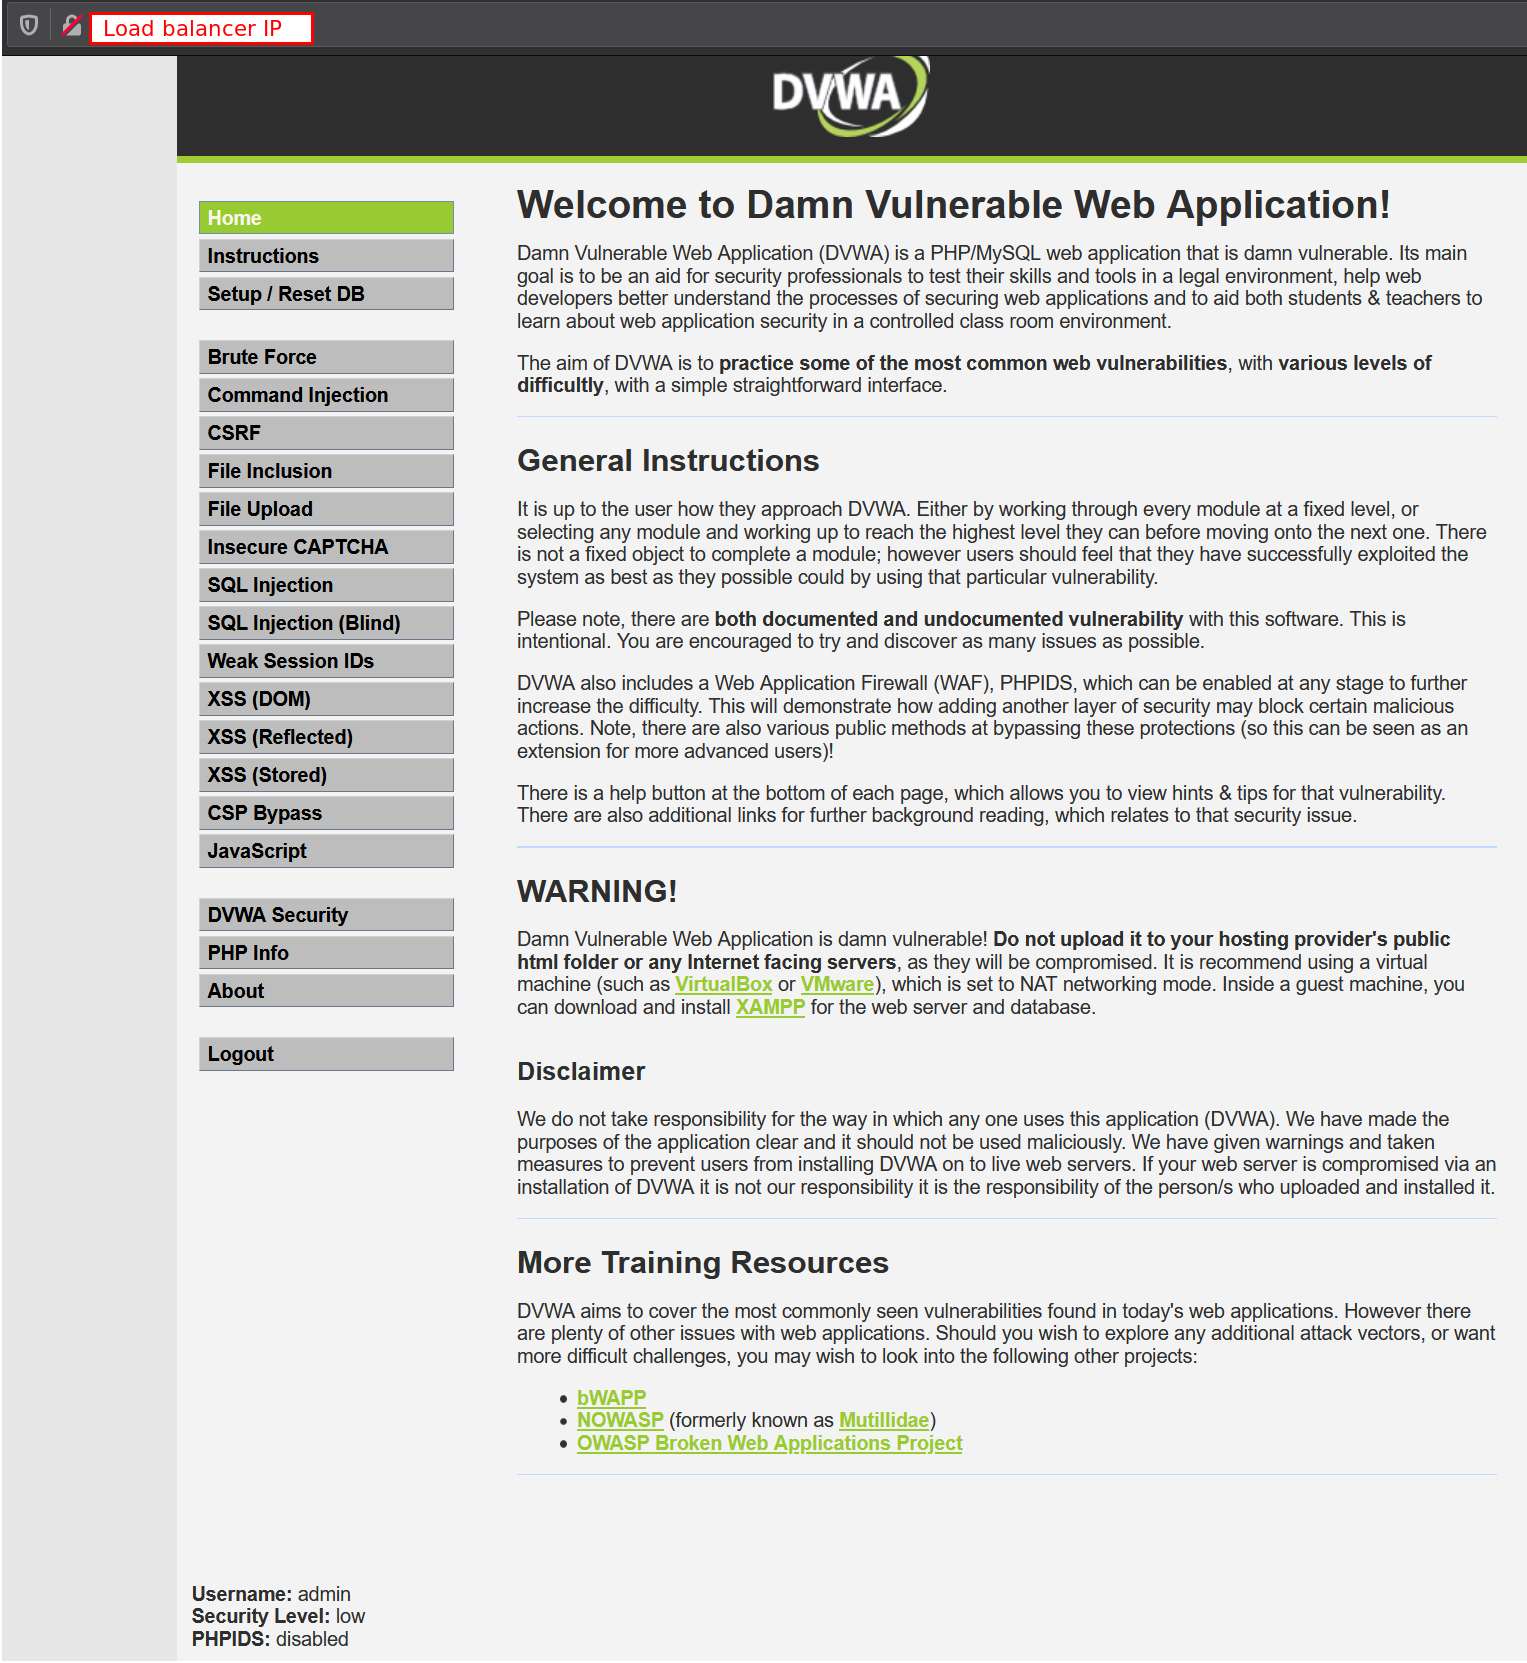 Load balancer IP
DVWA
Home
Instructions
Setup / Reset DB
Brute Force
Command Injection
CSRF
File Inclusion
File Upload
Insecure CAPTCHA
SQL Injection
SQL Injection (Blind)
Weak Session IDs
XSS (DOM)
XSS (Reflected)
XSS (Stored)
CSP Bypass
JavaScript
DVWA Security
PHP Info
About
Logout
Welcome to Damn Vulnerable Web Application!
Damn Vulnerable Web Application (DVWA) is a PHP/MySQL web application that is damn vulnerable. Its main
goal is to be an aid for security professionals to test their skills and tools in a legal environment, help web
developers better understand the processes of securing web applications and to aid both students & teachers to
learn about web application security in a controlled class room environment.
The aim of DVWA is to practice some of the most common web vulnerabilities, with various levels of
difficultly, with a simple straightforward interface.
General Instructions
It is up to the user how they approach DVWA. Either by working through every module at a fixed level, or
selecting any module and working up to reach the highest level they can before moving onto the next one. There
is not a fixed object to complete a module; however users should feel that they have successfully exploited the
system as best as they possible could by using that particular vulnerability.
Please note, there are both documented and undocumented vulnerability with this software. This is
intentional. You are encouraged to try and discover as many issues as possible.
DVWA also includes a Web Application Firewall (WAF), PHPIDS, which can be enabled at any stage to further
increase the difficulty. This will demonstrate how adding another layer of security may block certain malicious
actions. Note, there are also various public methods at bypassing these protections (so this can be seen as an
extension for more advanced users)!
There is a help button at the bottom of each page, which allows you to view hints & tips for that vulnerability.
There are also additional links for further background reading, which relates to that security issue.
WARNING!
Damn Vulnerable Web Application is damn vulnerable! Do not upload it to your hosting provider's public
html folder or any Internet facing servers, as they will be compromised. It is recommend using a virtual
machine (such as VirtualBox or VMware), which is set to NAT networking mode. Inside a guest machine, you
can download and install XAMPP for the web server and database.
Disclaimer
We do not take responsibility for the way in which any one uses this application (DVWA). We have made the
purposes of the application clear and it should not be used maliciously. We have given warnings and taken
measures to prevent users from installing DVWA on to live web servers. If your web server is compromised via an
installation of DVWA it is not our responsibility it is the responsibility of the person/s who uploaded and installed it.
More Training Resources
DVWA aims to cover the most commonly seen vulnerabilities found in today's web applications. However there
are plenty of other issues with web applications. Should you wish to explore any additional attack vectors, or want
more difficult challenges, you may wish to look into the following other projects:
• bWAPP
• NOWASP (formerly known as Mutillidae)
• OWASP Broken Web Applications Project
Username: admin
Security Level: low
PHPIDS: disabled